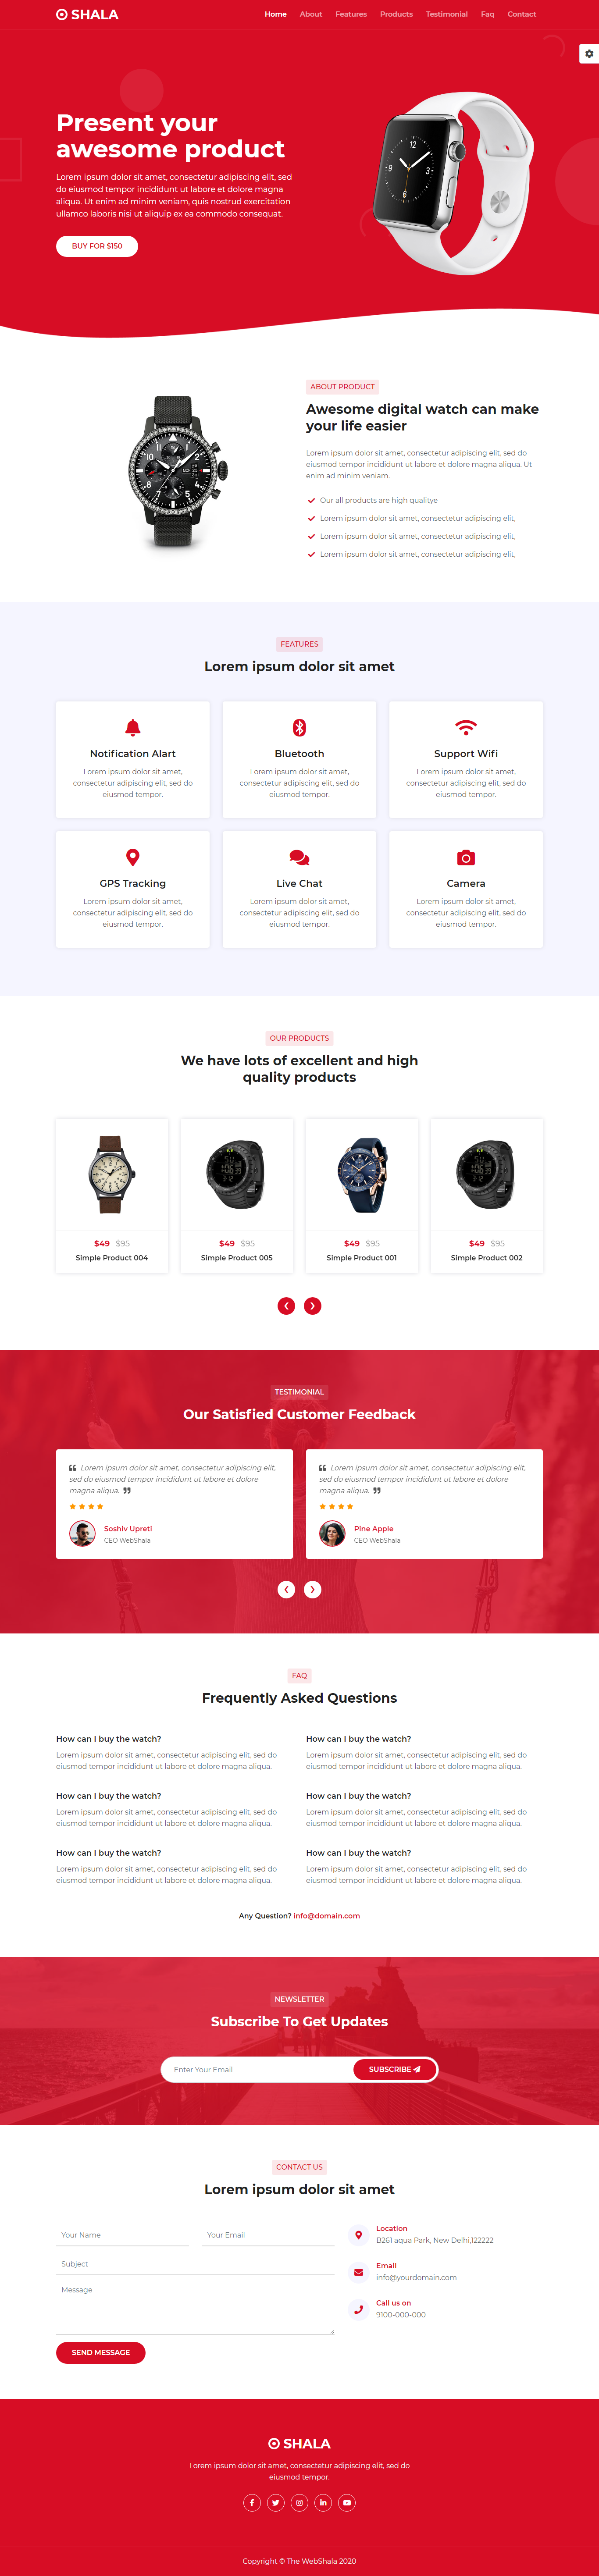 SHALA
Home About Features Products Testimonial Faq Contact
Present your
awesome product
Lorem ipsum dolor sit amet, consectetur adipiscing elit, sed
do eiusmod tempor incididunt ut labore et dolore magna
aliqua. Ut enim ad minim veniam, quis nostrud exercitation
ullamco laboris nisi ut aliquip ex ea commodo consequat.
BUY FOR $150
ABOUT PRODUCT
Awesome digital watch can make
your life easier
Lorem ipsum dolor sit amet, consectetur adipiscing elit, sed do
eiusmod tempor incididunt ut labore et dolore magna aliqua. Ut
enim ad minim veniam.
Our all products are high qualitye
Lorem ipsum dolor sit amet, consectetur adipiscing elit,
Lorem ipsum dolor sit amet, consectetur adipiscing elit,
Lorem ipsum dolor sit amet, consectetur adipiscing elit,
FEATURES
Lorem ipsum dolor sit amet
Notification Alart
Lorem ipsum dolor sit amet,
consectetur adipiscing elit, sed do
eiusmod tempor.
Bluetooth
Lorem ipsum dolor sit amet,
consectetur adipiscing elit, sed do
eiusmod tempor.
Support Wifi
Lorem ipsum dolor sit amet,
consectetur adipiscing elit, sed do
eiusmod tempor.
GPS Tracking
Lorem ipsum dolor sit amet,
consectetur adipiscing elit, sed do
eiusmod tempor.
Live Chat
Lorem ipsum dolor sit amet,
consectetur adipiscing elit, sed do
eiusmod tempor.
Camera
Lorem ipsum dolor sit amet,
consectetur adipiscing elit, sed do
eiusmod tempor.
OUR PRODUCTS
We have lots of excellent and high
quality products
$49 $95
Simple Product 004
$49 $95
Simple Product 005
$49 $95
Simple Product 001
$49 $95
Simple Product 002
TESTIMONIAL
Our Satisfied Customer Feedback
Lorem ipsum dolor sit amet, consectetur adipiscing elit,
sed do eiusmod tempor incididunt ut labore et dolore
magna aliqua.
Soshiv Upreti
CEO WebShala
Lorem ipsum dolor sit amet, consectetur adipiscing elit,
sed do eiusmod tempor incididunt ut labore et dolore
magna aliqua.
Pine Apple
CEO WebShala
FAQ
Frequently Asked Questions
How can I buy the watch?
Lorem ipsum dolor sit amet, consectetur adipiscing elit, sed do
eiusmod tempor incididunt ut labore et dolore magna aliqua.
How can I buy the watch?
Lorem ipsum dolor sit amet, consectetur adipiscing elit, sed do
eiusmod tempor incididunt ut labore et dolore magna aliqua.
How can I buy the watch?
Lorem ipsum dolor sit amet, consectetur adipiscing elit, sed do
eiusmod tempor incididunt ut labore et dolore magna aliqua.
How can I buy the watch?
Lorem ipsum dolor sit amet, consectetur adipiscing elit, sed do
eiusmod tempor incididunt ut labore et dolore magna aliqua.
How can I buy the watch?
Lorem ipsum dolor sit amet, consectetur adipiscing elit, sed do
eiusmod tempor incididunt ut labore et dolore magna aliqua.
How can I buy the watch?
Lorem ipsum dolor sit amet, consectetur adipiscing elit, sed do
eiusmod tempor incididunt ut labore et dolore magna aliqua.
Any Question? info@domain.com
NEWSLETTER
Subscribe To Get Updates
Enter Your Email
SUBSCRIBE
CONTACT US
Lorem ipsum dolor sit amet
Your Name
Your Email
Subject
Message
SEND MESSAGE
Location
B261 aqua Park, New Delhi,122222
Email
info@yourdomain.com
Call us on
9100-000-000
SHALA
Lorem ipsum dolor sit amet, consectetur adipiscing elit, sed do
eiusmod tempor.
Copyright © The WebShala 2020